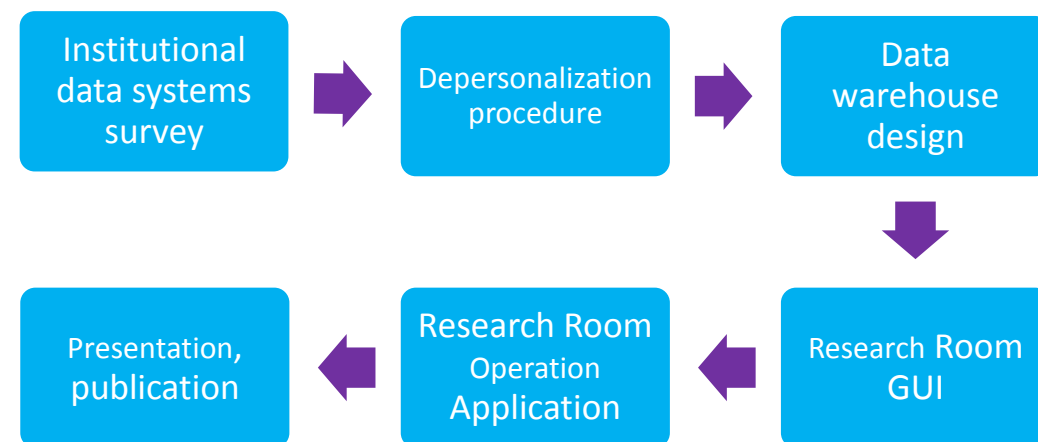 Institutional
data systems
survey
Depersonalization
procedure
Data
warehouse
design
Research Room
GUI
Research Room
Operation
Application
Presentation,
publication